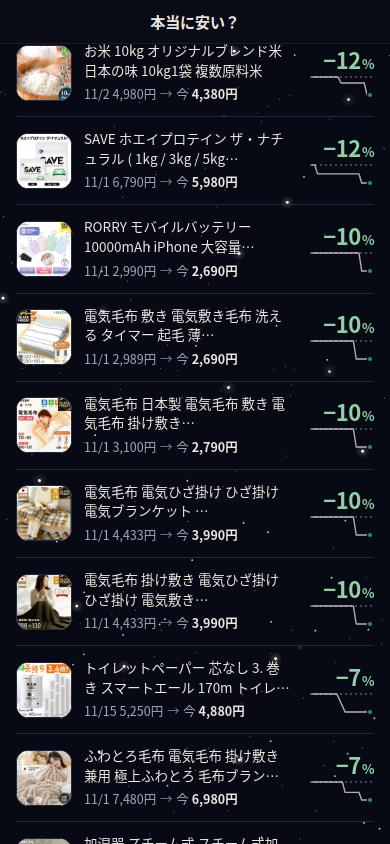 本当に安い？
お米 10kg オリジナルブレンド米
日本の味 10kg1袋 複数原料米
11/2 4,980円 → 今 4,380円
−12%
SAVE ホエイプロテイン ザ・ナチ
ュラル ( 1kg / 3kg / 5kg…
11/1 6,790円 → 今 5,980円
−12%
RORRY モバイルバッテリー
10000mAh iPhone 大容量…
11/1 2,990円 → 今 2,690円
−10%
電気毛布 敷き 電気敷き毛布 洗え
る タイマー 起毛 薄…
11/1 2,989円 → 今 2,690円
−10%
電気毛布 日本製 電気毛布 敷き 電
気毛布 掛け敷き…
11/1 3,100円 → 今 2,790円
−10%
電気毛布 電気ひざ掛け ひざ掛け
電気ブランケット …
11/1 4,433円 → 今 3,990円
−10%
電気毛布 掛け敷き 電気ひざ掛け
ひざ掛け 電気敷き…
11/1 4,433円 → 今 3,990円
−10%
トイレットペーパー 芯なし 3. 巻
き スマートエール 170m トイレ…
11/15 5,250円 → 今 4,880円
−7%
ふわとろ毛布 電気毛布 掛け敷き
兼用 極上ふわとろ 毛布ブラン…
11/1 7,480円 → 今 6,980円
−7%
SAVE
SAVE
電気毛布
長持ち 3.4倍!